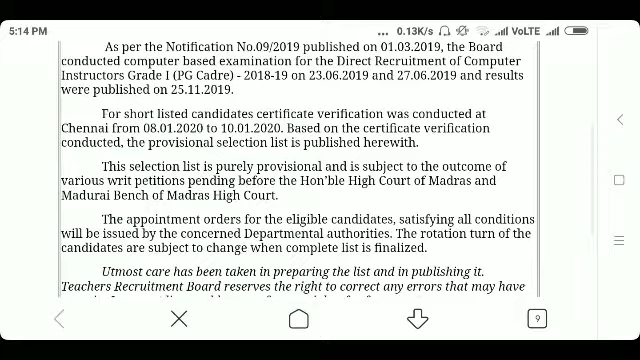 5:14 PM ... 0.13K/s VoLTE
As per the Notification No.09/2019 published on 01.03.2019, the Board
conducted computer based examination for the Direct Recruitment of Computer
Instructors Grade I (PG Cadre) - 2018-19 on 23.06.2019 and 27.06.2019 and results
were published on 25.11.2019.
For short listed candidates certificate verification was conducted at
Chennai from 08.01.2020 to 10.01.2020. Based on the certificate verification
conducted, the provisional selection list is published herewith.
This selection list is purely provisional and is subject to the outcome of
various writ petitions pending before the Hon'ble High Court of Madras and
Madurai Bench of Madras High Court.
The appointment orders for the eligible candidates, satisfying all conditions
will be issued by the concerned Departmental authorities. The rotation turn of the
candidates are subject to change when complete list is finalized.
Utmost care has been taken in preparing the list and in publishing it.
Teachers Recruitment Board reserves the right to correct any errors that may have
9